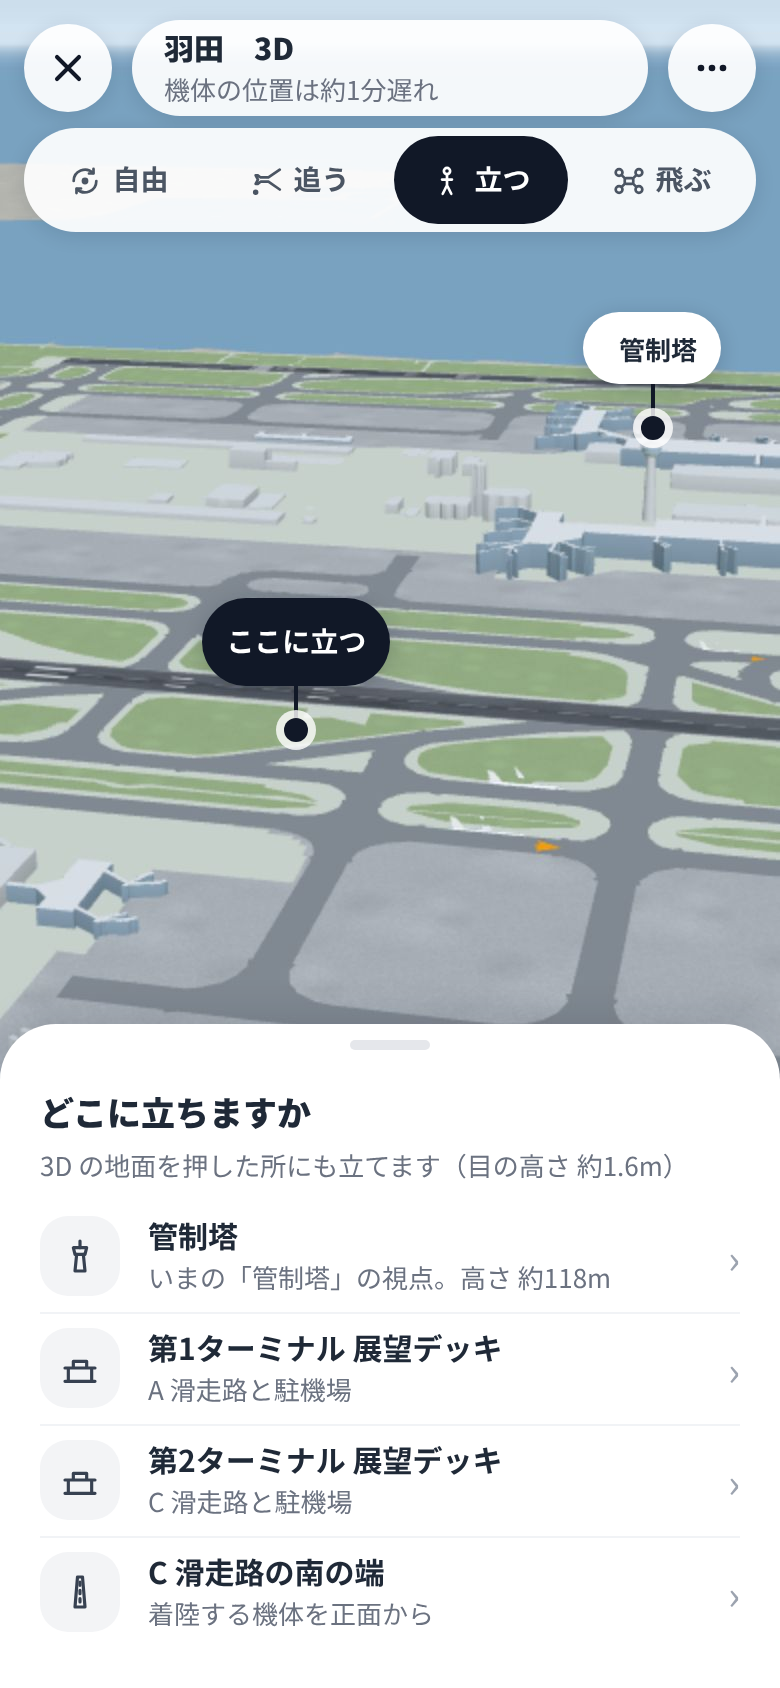 羽田　3D
機体の位置は約1分遅れ
自由
追う
立つ
飛ぶ
管制塔
ここに立つ
どこに立ちますか
3D の地面を押した所にも立てます（目の高さ 約1.6m）
管制塔
いまの「管制塔」の視点。高さ 約118m
第1ターミナル 展望デッキ
A 滑走路と駐機場
第2ターミナル 展望デッキ
C 滑走路と駐機場
C 滑走路の南の端
着陸する機体を正面から